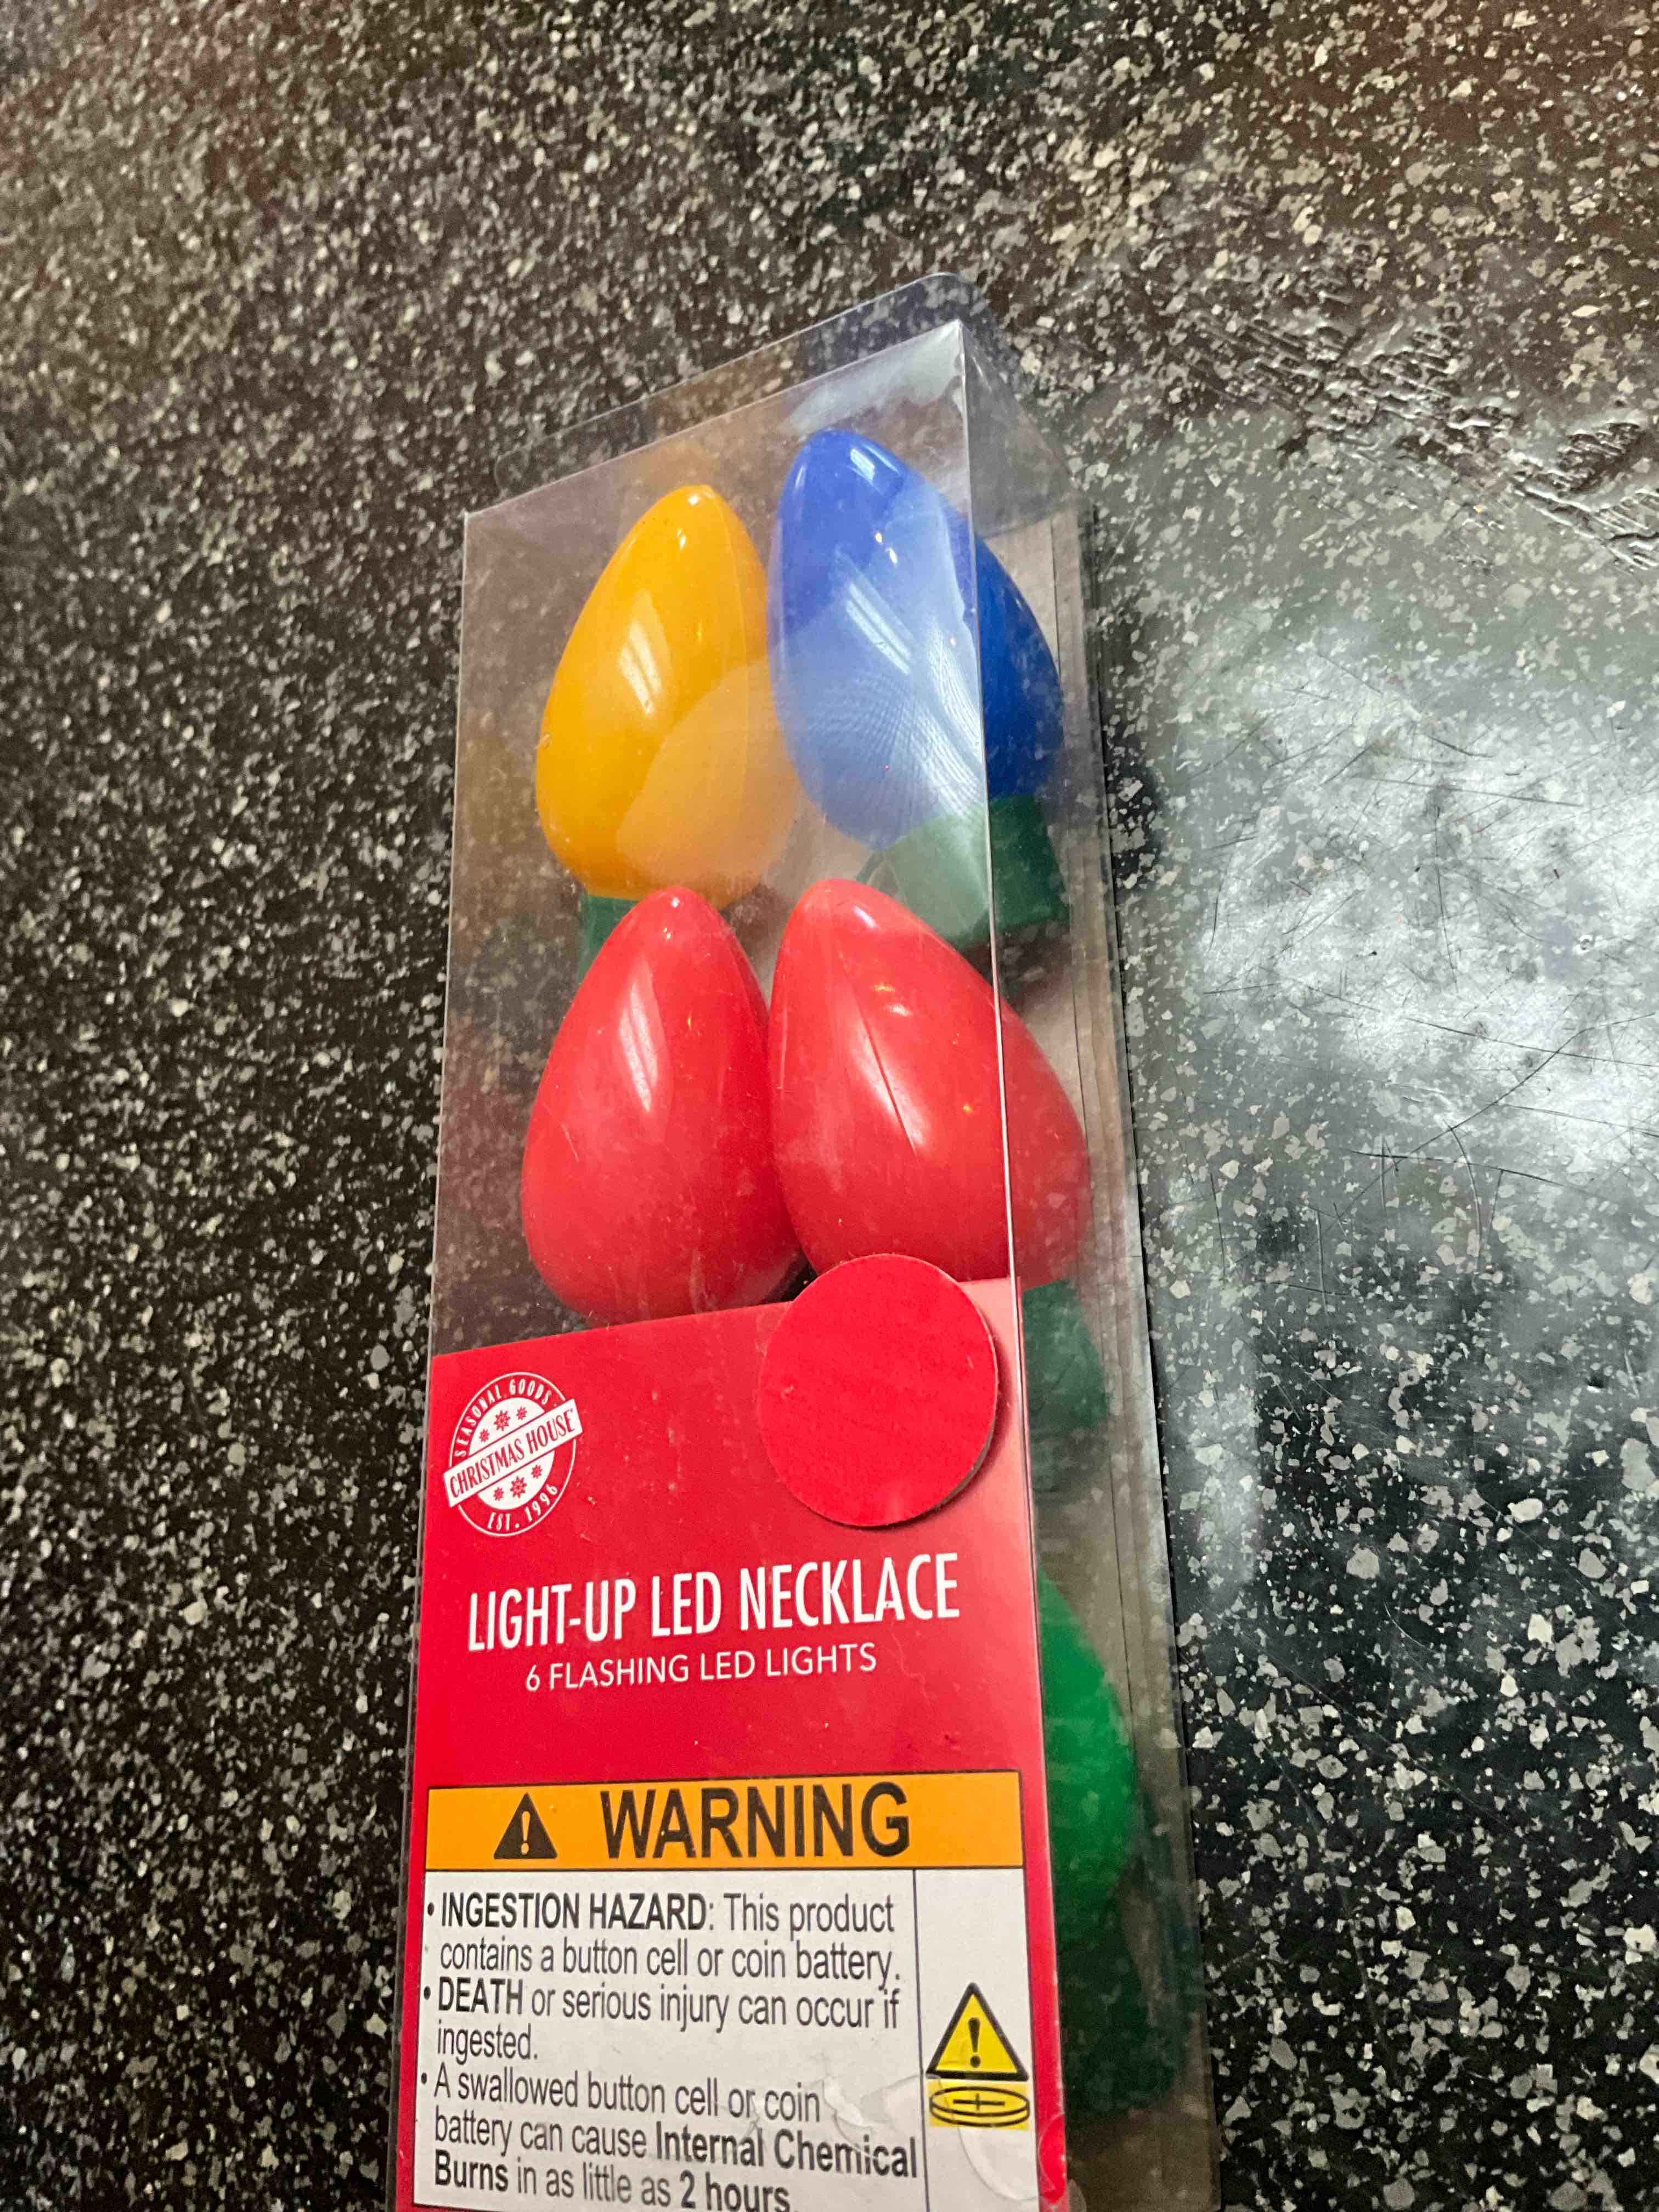 SEASONAL GOODS
CHRISTMAS HOUSE
EST. 1996
LIGHT-UP LED NECKLACE
6 FLASHING LED LIGHTS
WARNING
• INGESTION HAZARD: This product
contains a button cell or coin battery.
• DEATH or serious injury can occur if
ingested.
• A swallowed button cell or coin
battery can cause Internal Chemical
Burns in as little as 2 hours.